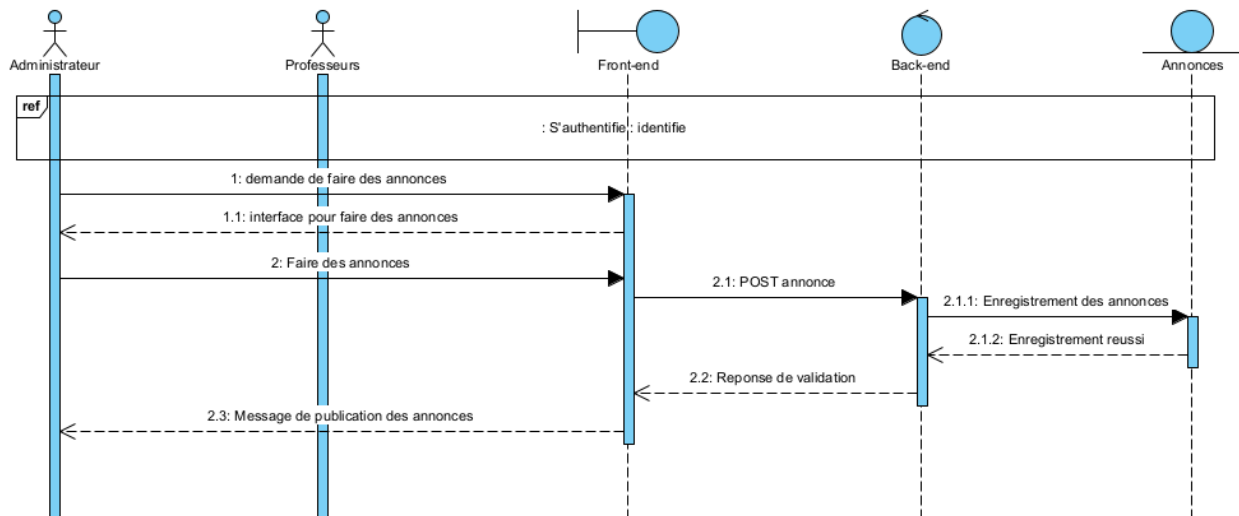 Administrateur
Professeurs
Front-end
Back-end
Annonces
ref
: S'authentifie : identifie
1: demande de faire des annonces
1.1: interface pour faire des annonces
2: Faire des annonces
2.1: POST annonce
2.1.1: Enregistrement des annonces
2.1.2: Enregistrement reussi
2.2: Reponse de validation
2.3: Message de publication des annonces